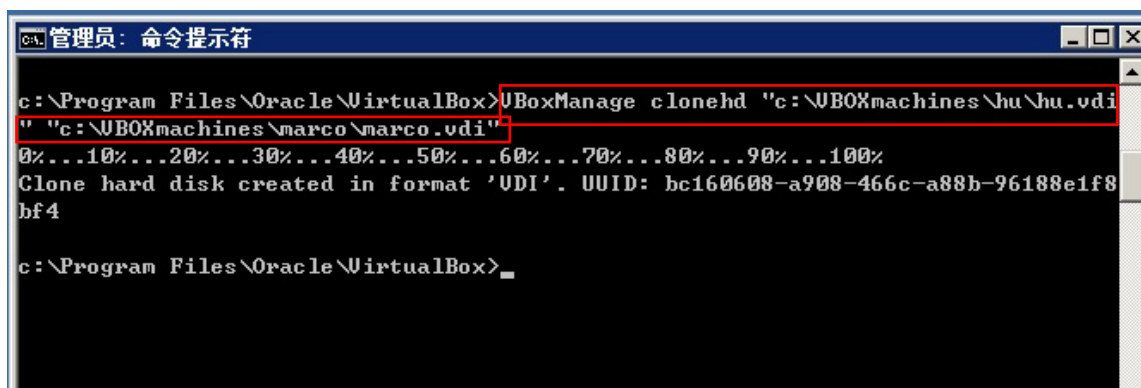 管理员: 命令提示符
c:\Program Files\Oracle\VirtualBox>VBoxManage clonehd "c:\VBOXmachines\hu\hu.vdi
" "c:\VBOXmachines\marco\marco.vdi"
0%...10%...20%...30%...40%...50%...60%...70%...80%...90%...100%
Clone hard disk created in format 'VDI'. UUID: bc160608-a908-466c-a88b-96188e1f8
bf4
c:\Program Files\Oracle\VirtualBox>_